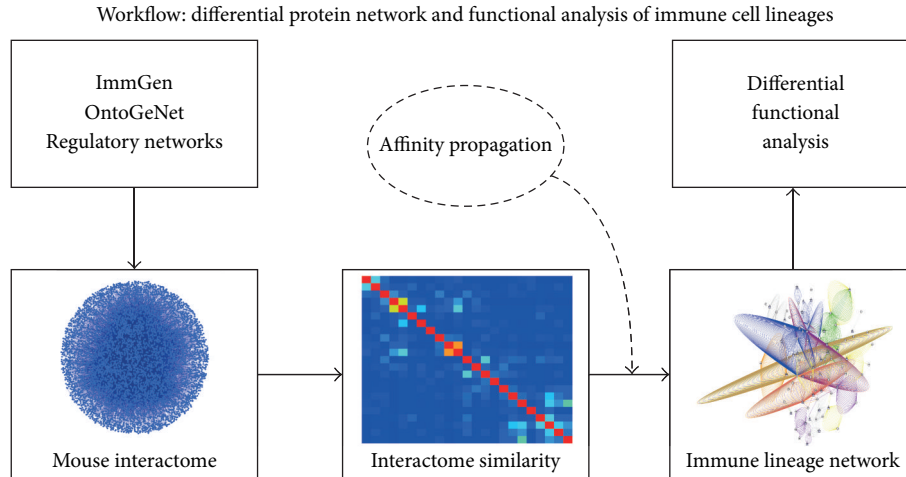 Workflow: differential protein network and functional analysis of immune cell lineages
ImmGen
OntoGeNet
Regulatory networks
Affinity propagation
Differential
functional
analysis
Mouse interactome
Interactome similarity
Immune lineage network